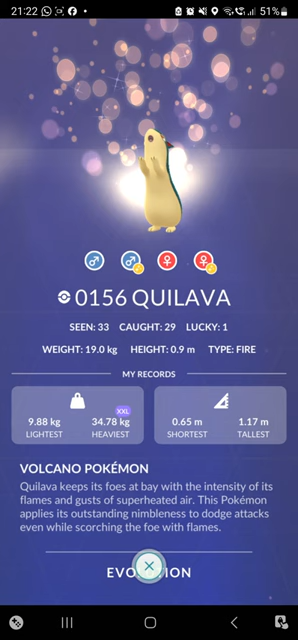 21:22
51%
0156 QUILAVA
SEEN: 33 CAUGHT: 29 LUCKY: 1
WEIGHT: 19.0 kg HEIGHT: 0.9 m TYPE: FIRE
MY RECORDS
XXL
9.88 kg 34.78 kg 0.65 m 1.17 m
LIGHTEST HEAVIEST SHORTEST TALLEST
VOLCANO POKÉMON
Quilava keeps its foes at bay with the intensity of its
flames and gusts of superheated air. This Pokémon
applies its outstanding nimbleness to dodge attacks
even while scorching the foe with flames.